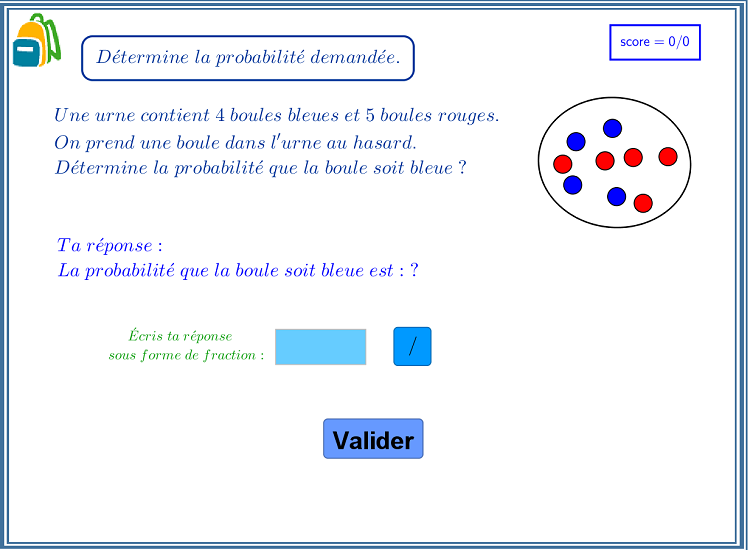 Détermine la probabilité demandée.
score = 0/0
Une urne contient 4 boules bleues et 5 boules rouges.
On prend une boule dans l'urne au hasard.
Détermine la probabilité que la boule soit bleue ?
Ta réponse :
La probabilité que la boule soit bleue est : ?
Écris ta réponse
sous forme de fraction :
/
Valider